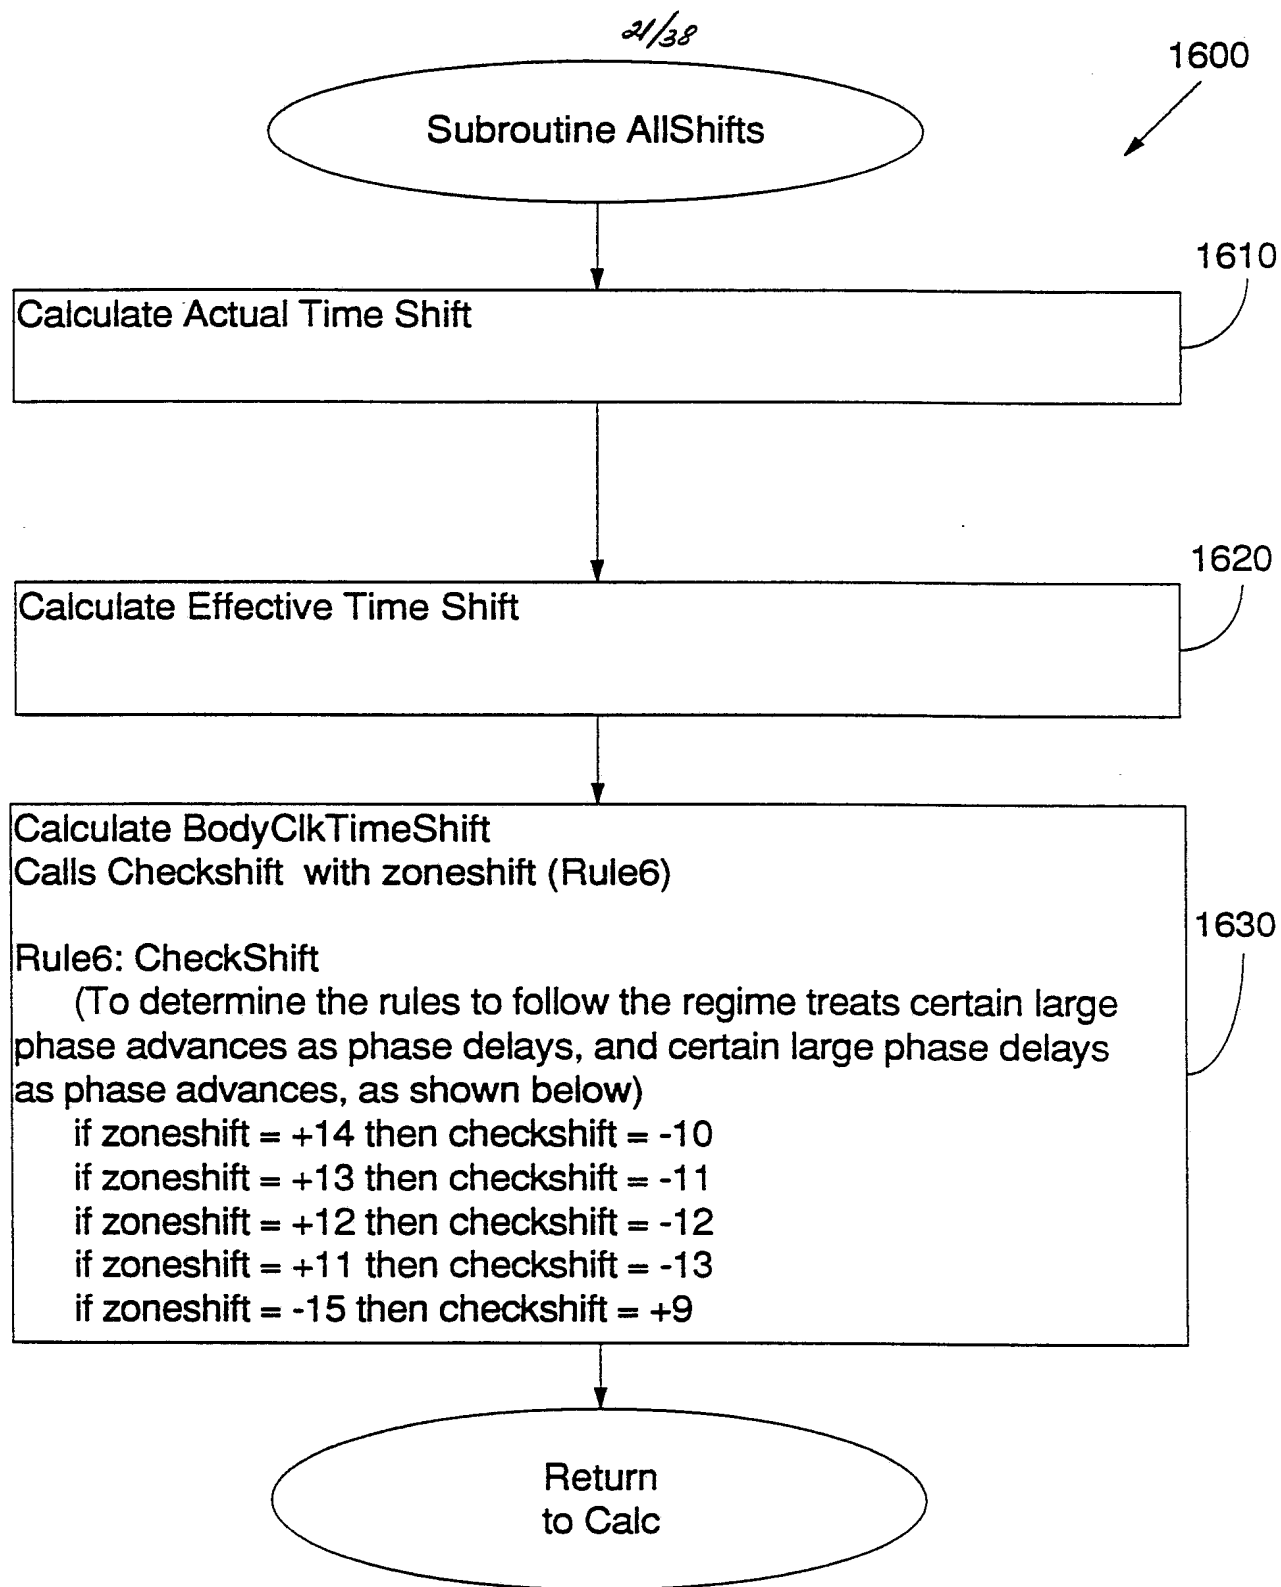 21/38
1600
Subroutine AllShifts
1610
Calculate Actual Time Shift
1620
Calculate Effective Time Shift
Calculate BodyClkTimeShift
Calls Checkshift with zoneshift (Rule6)
1630
Rule6: CheckShift
(To determine the rules to follow the regime treats certain large
phase advances as phase delays, and certain large phase delays
as phase advances, as shown below)
if zoneshift = +14 then checkshift = -10
if zoneshift = +13 then checkshift = -11
if zoneshift = +12 then checkshift = -12
if zoneshift = +11 then checkshift = -13
if zoneshift = -15 then checkshift = +9
Return
to Calc